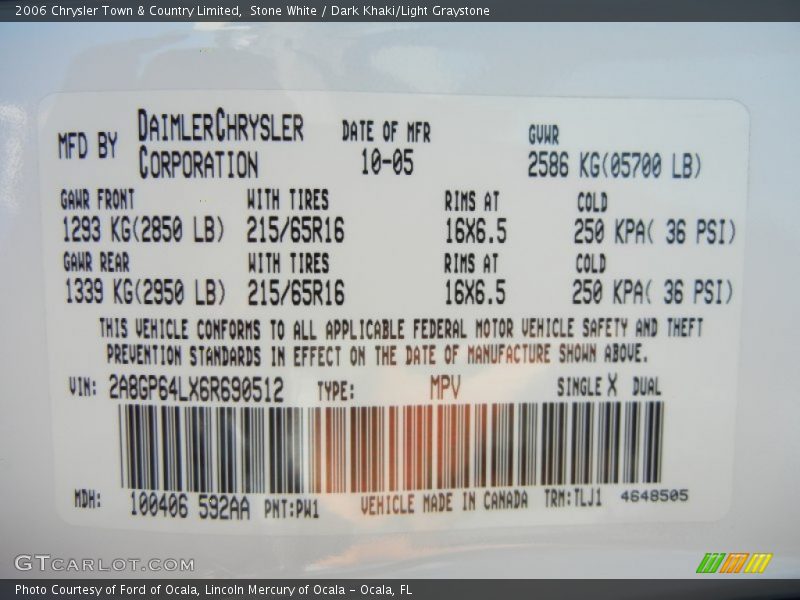 2006 Chrysler Town & Country Limited, Stone White / Dark Khaki/Light Graystone
MFD BY DAIMLERCHRYSLER CORPORATION DATE OF MFR 10-05 GVWR 2586 KG(05700 LB)
GAWR FRONT WITH TIRES RIMS AT COLD
1293 KG(2850 LB) 215/65R16 16X6.5 250 KPA( 36 PSI)
GAWR REAR WITH TIRES RIMS AT COLD
1339 KG(2950 LB) 215/65R16 16X6.5 250 KPA( 36 PSI)
THIS VEHICLE CONFORMS TO ALL APPLICABLE FEDERAL MOTOR VEHICLE SAFETY AND THEFT
PREVENTION STANDARDS IN EFFECT ON THE DATE OF MANUFACTURE SHOWN ABOVE.
VIN: 2A8GP64LX6R690512 TYPE: MPV SINGLE X DUAL
MDH: 100406 592AA PNT:PW1 VEHICLE MADE IN CANADA TRM:TLJ1 4648505
GTCARLOT.COM
Photo Courtesy of Ford of Ocala, Lincoln Mercury of Ocala - Ocala, FL